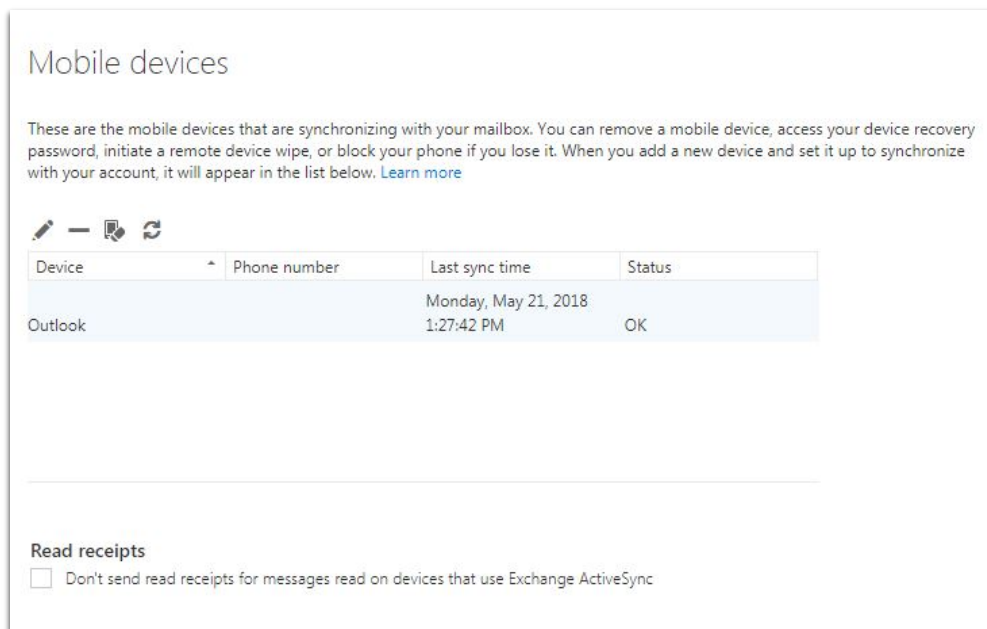 Mobile devices
These are the mobile devices that are synchronizing with your mailbox. You can remove a mobile device, access your device recovery
password, initiate a remote device wipe, or block your phone if you lose it. When you add a new device and set it up to synchronize
with your account, it will appear in the list below. Learn more
Device Phone number Last sync time Status
Monday, May 21, 2018
Outlook 1:27:42 PM OK
Read receipts
Don't send read receipts for messages read on devices that use Exchange ActiveSync